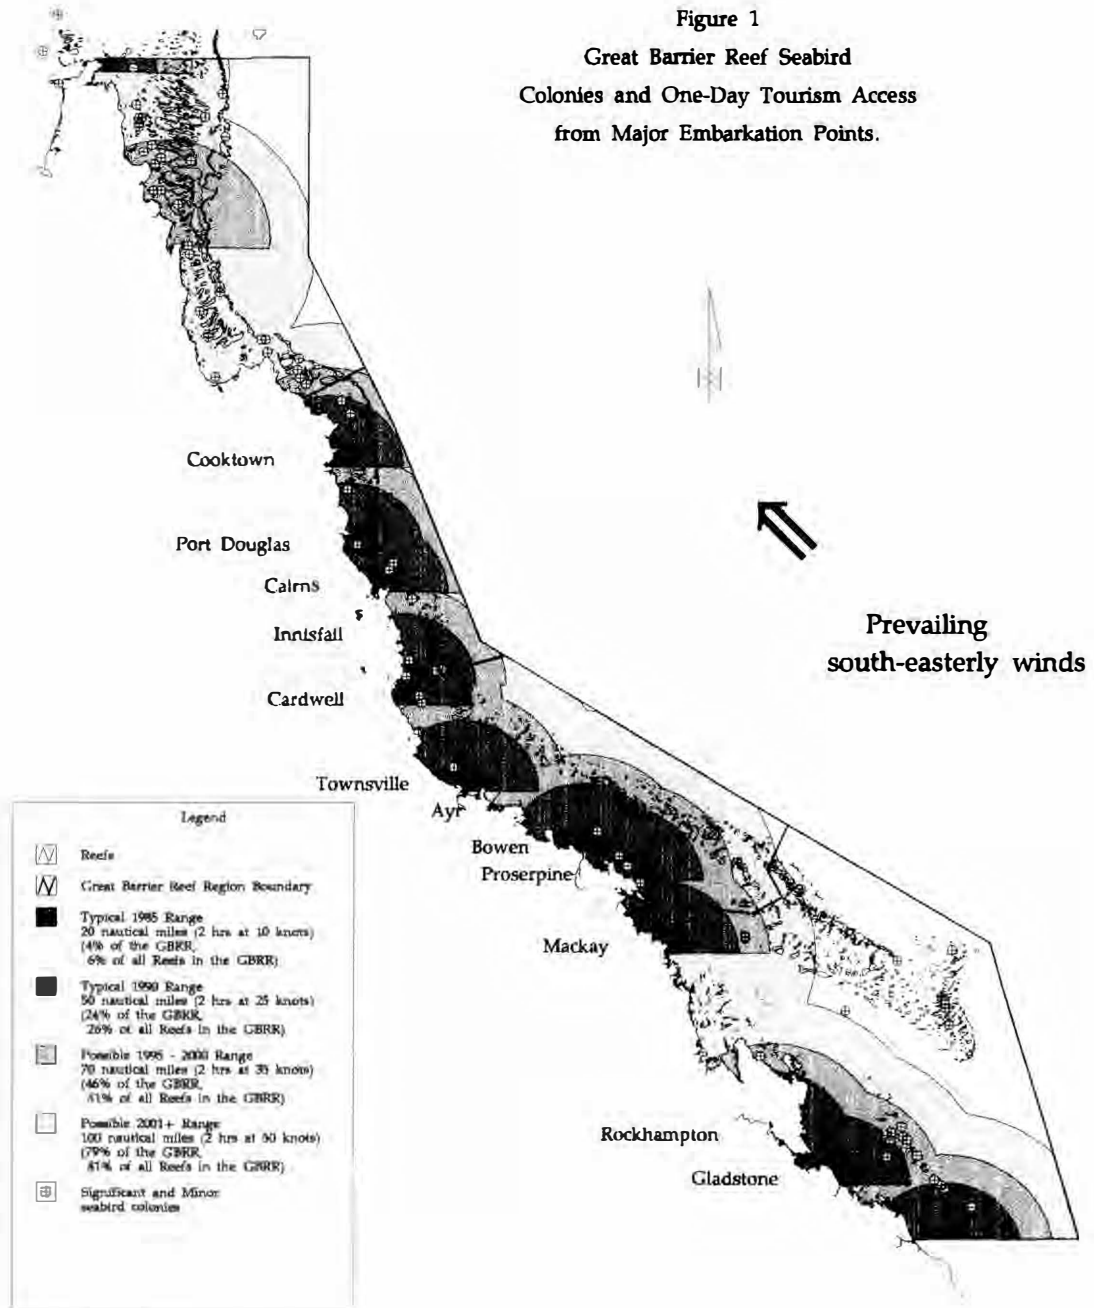 Figure 1
Great Barrier Reef Seabird
Colonies and One-Day Tourism Access
from Major Embarkation Points.
Cooktown
Port Douglas
Cairns
Innisfail
Cardwell
Townsville
Ayr
Bowen
Proserpine
Mackay
Rockhampton
Gladstone
Prevailing
south-easterly winds
Legend
Reefs
Great Barrier Reef Region Boundary
Typical 1985 Range
20 nautical miles (2 hrs at 10 knots)
(4% of the GBRR,
6% of all Reefs in the GBRR)
Typical 1990 Range
50 nautical miles (2 hrs at 25 knots)
(24% of the GBRR,
26% of all Reefs in the GBRR)
Possible 1995 - 2000 Range
70 nautical miles (2 hrs at 35 knots)
(46% of the GBRR,
of all Reefs in the GBRR)
Possible 2001+ Range
100 nautical miles (2 hrs at 50 knots)
(79% of the GBRR,
81% of all Reefs in the GBRR)
Significant and Minor
seabird colonies